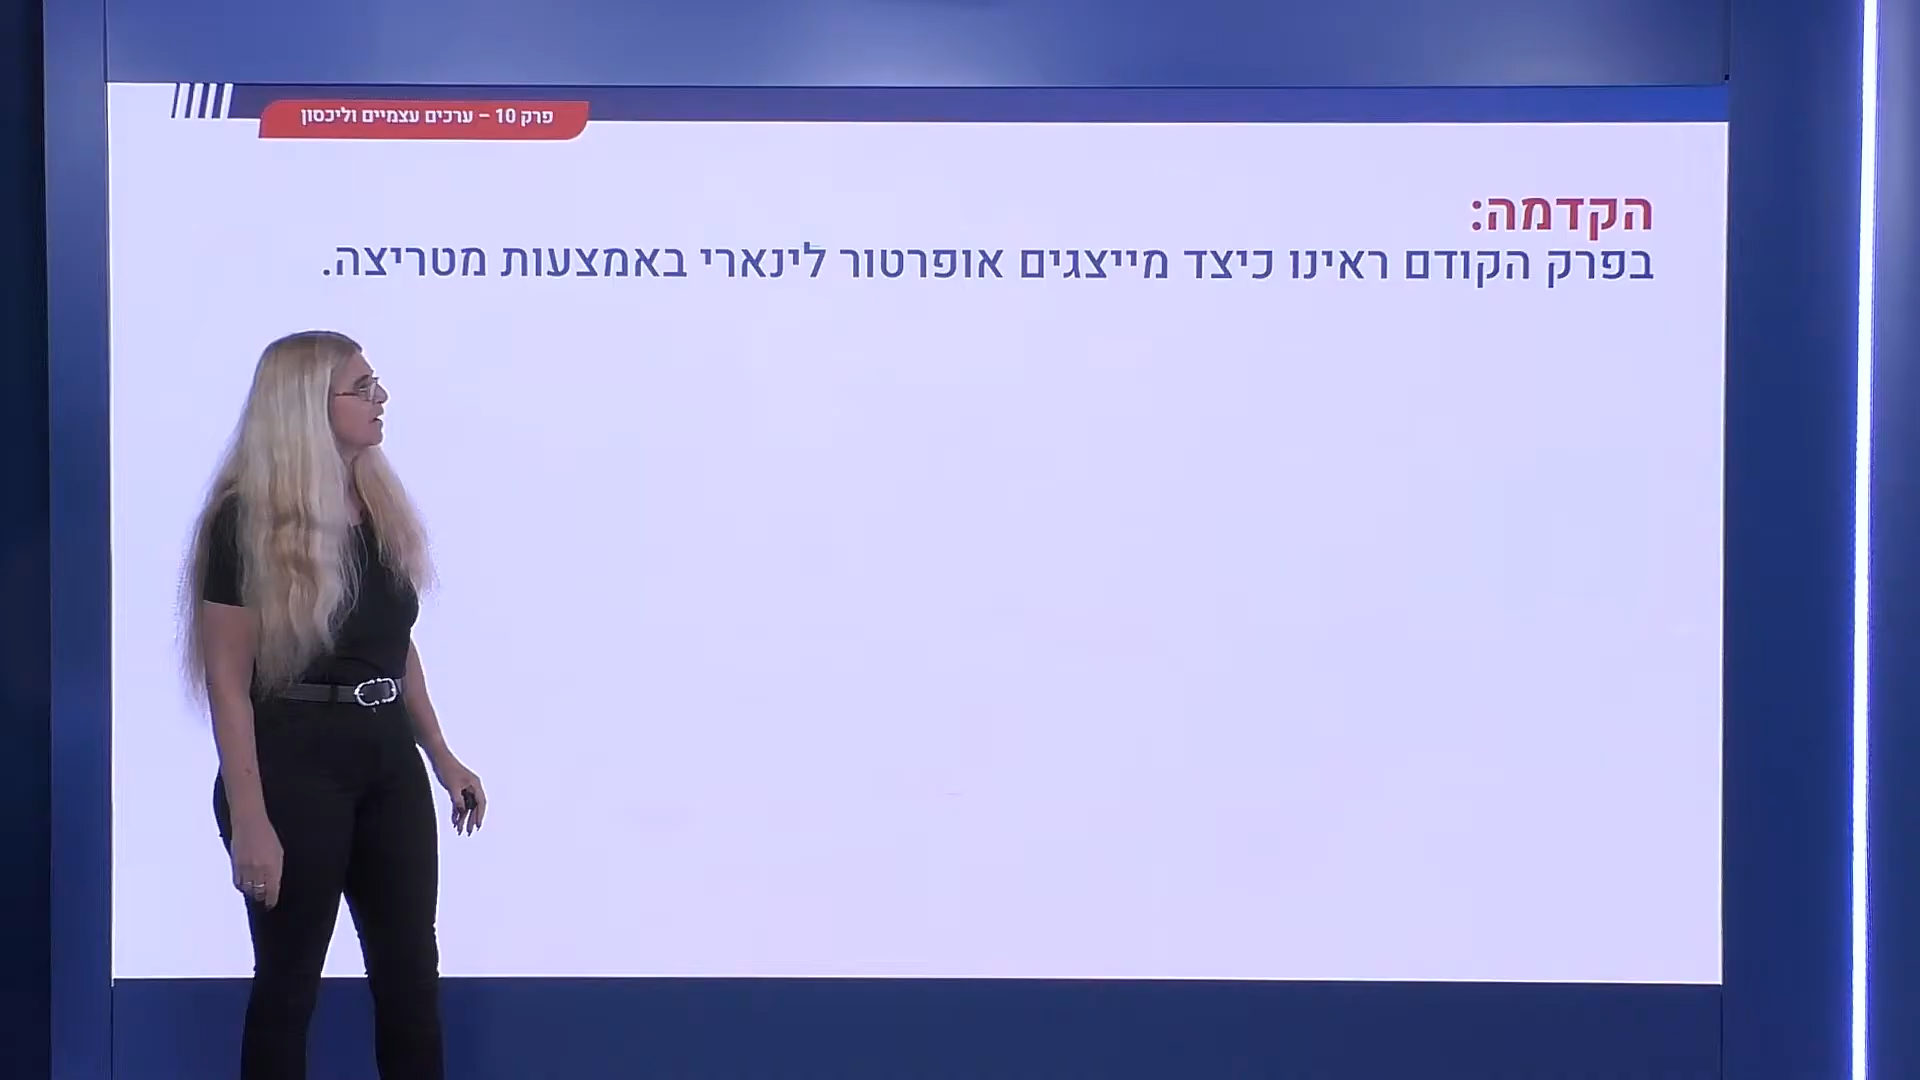 פרק 10 – ערכים עצמיים וליכסון
הקדמה:
בפרק הקודם ראינו כיצד מייצגים אופרטור לינארי באמצעות מטריצה.